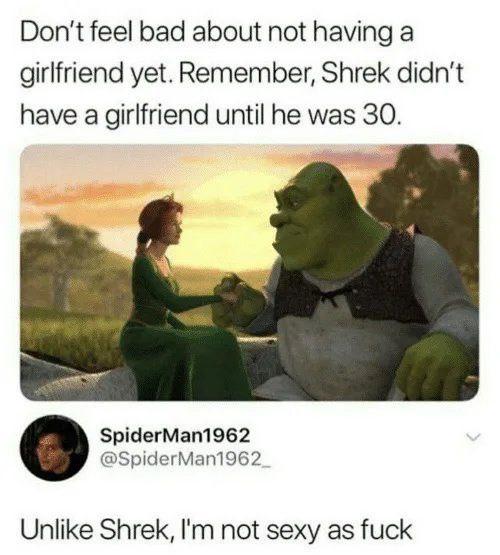 Don't feel bad about not having a
girlfriend yet. Remember, Shrek didn't
have a girlfriend until he was 30.
SpiderMan1962
@SpiderMan1962_
Unlike Shrek, I'm not sexy as fuck